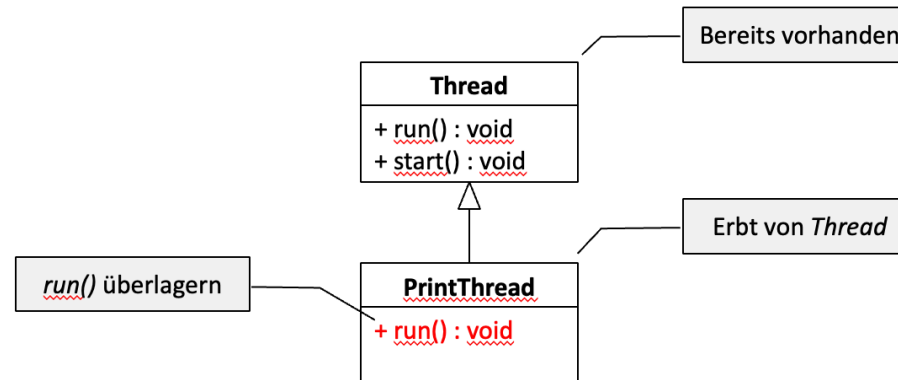 Bereits vorhanden
Thread
+ run() : void
+ start() : void
Erbt von Thread
run() überlagern
PrintThread
+ run() : void